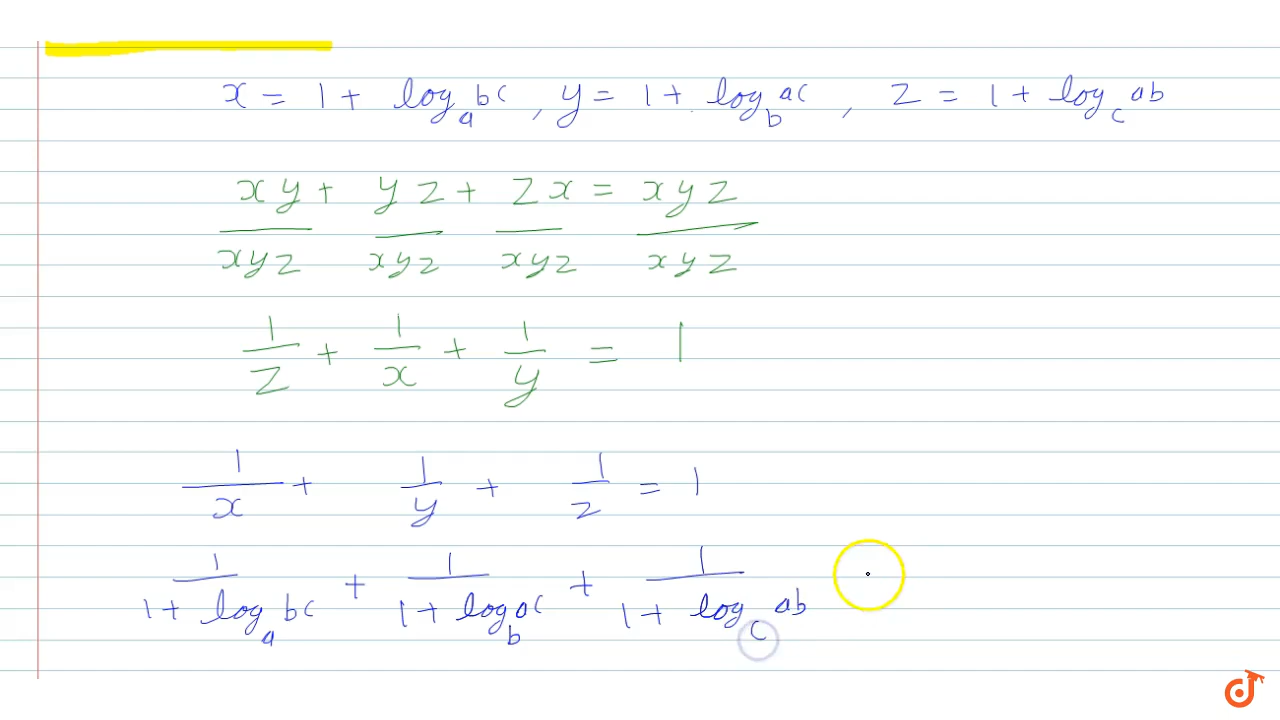 x = 1 + log_a bc , y = 1 + log_b ac , z = 1 + log_c ab
xy/xyz + yz/xyz + zx/xyz = xyz/xyz
1/z + 1/x + 1/y = 1
1/x + 1/y + 1/z = 1
1/(1 + log_a bc) + 1/(1 + log_b ac) + 1/(1 + log_c ab)